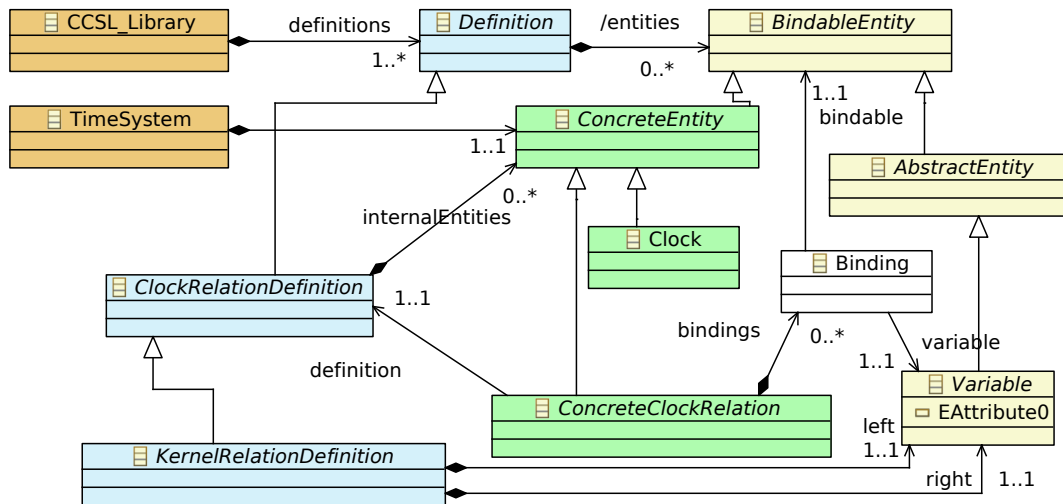 CCSL_Library
definitions
1..*
Definition
/entities
0..*
BindableEntity
TimeSystem
1..1
ConcreteEntity
1..1
bindable
AbstractEntity
0..*
internalEntities
Clock
Binding
ClockRelationDefinition
1..1
bindings
0..*
variable
1..1
definition
ConcreteClockRelation
Variable
EAttribute0
left
1..1
KernelRelationDefinition
right
1..1